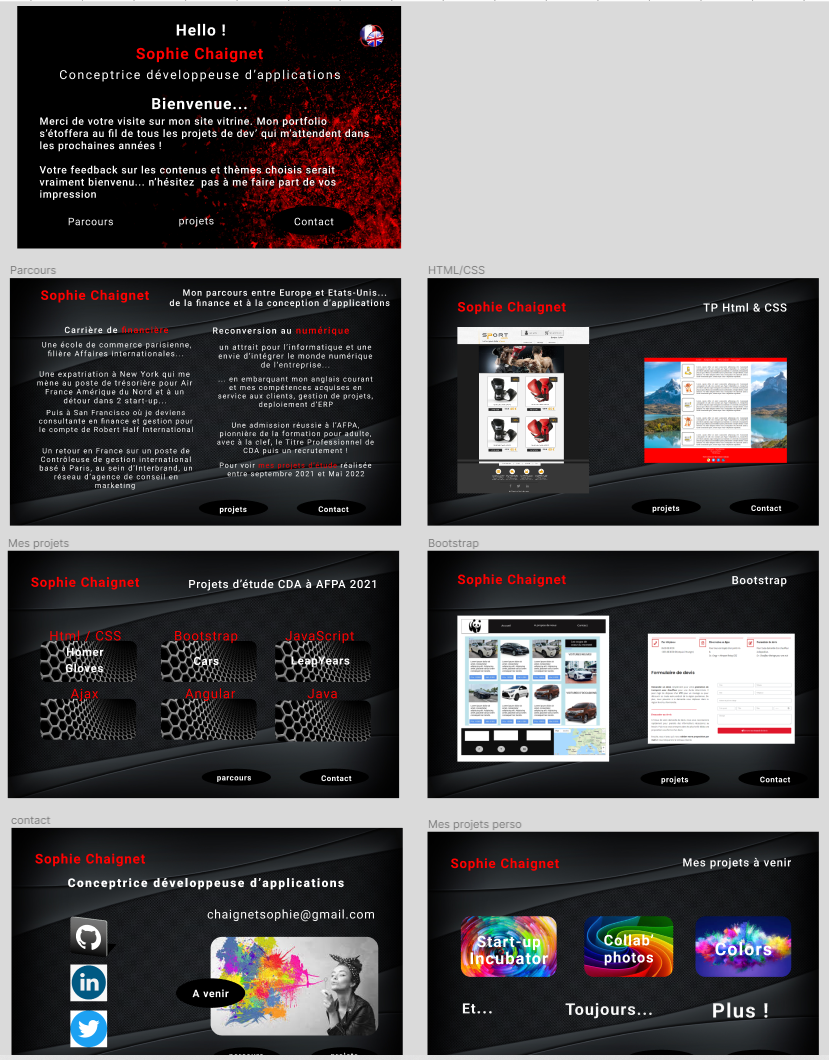 Hello !
Sophie Chaignet
Conceptrice développeuse d'applications
Bienvenue...
Merci de votre visite sur mon site vitrine. Mon portfolio
s'étoffera au fil de tous les projets de dev' qui m'attendent dans
les prochaines années !
Votre feedback sur les contenus et thèmes choisis serait
vraiment bienvenu... n'hésitez pas à me faire part de vos
impression
Parcours
projets
Contact
Parcours
Sophie Chaignet
Mon parcours entre Europe et Etats-Unis...
de la finance et à la conception d'applications
Carrière de financière
Une école de commerce parisienne,
filière Affaires internationales...
Une expatriation à New York qui me
mène au poste de trésorière pour Air
France Amérique du Nord et à un
détour dans 2 start-up...
Puis à San Francisco où je deviens
consultante en finance et gestion pour
le compte de Robert Half International
Un retour en France sur un poste de
Contrôleuse de gestion international
basé à Paris, au sein d'Interbrand, un
réseau d'agence de conseil en
marketing
Reconversion au numérique
un attrait pour l'informatique et une
envie d'intégrer le monde numérique
de l'entreprise...
... en embarquant mon anglais courant
et mes compétences acquises en
service aux clients, gestion de projets,
deploiement d'ERP
Une admission réussie à l'AFPA,
pionnière de la formation pour adulte,
avec à la clef, le Titre Professionnel de
CDA puis un recrutement !
Pour voir mes projets d'étude réalisée
entre septembre 2021 et Mai 2022
projets
Contact
HTML/CSS
Sophie Chaignet
TP Html & CSS
SPORT
projets
Contact
Mes projets
Sophie Chaignet
Projets d'étude CDA à AFPA 2021
Html / CSS
Bootstrap
JavaScript
Homer
Gloves
Cars
LeapYears
Ajax
Angular
Java
parcours
Contact
Bootstrap
Sophie Chaignet
Bootstrap
Formulaire de devis
projets
Contact
contact
Sophie Chaignet
Conceptrice développeuse d'applications
chaignetsophie@gmail.com
in
A venir
parcours
projets
Mes projets perso
Sophie Chaignet
Mes projets à venir
Start-up
Incubator
Collab'
photos
Colors
Et...
Toujours...
Plus !